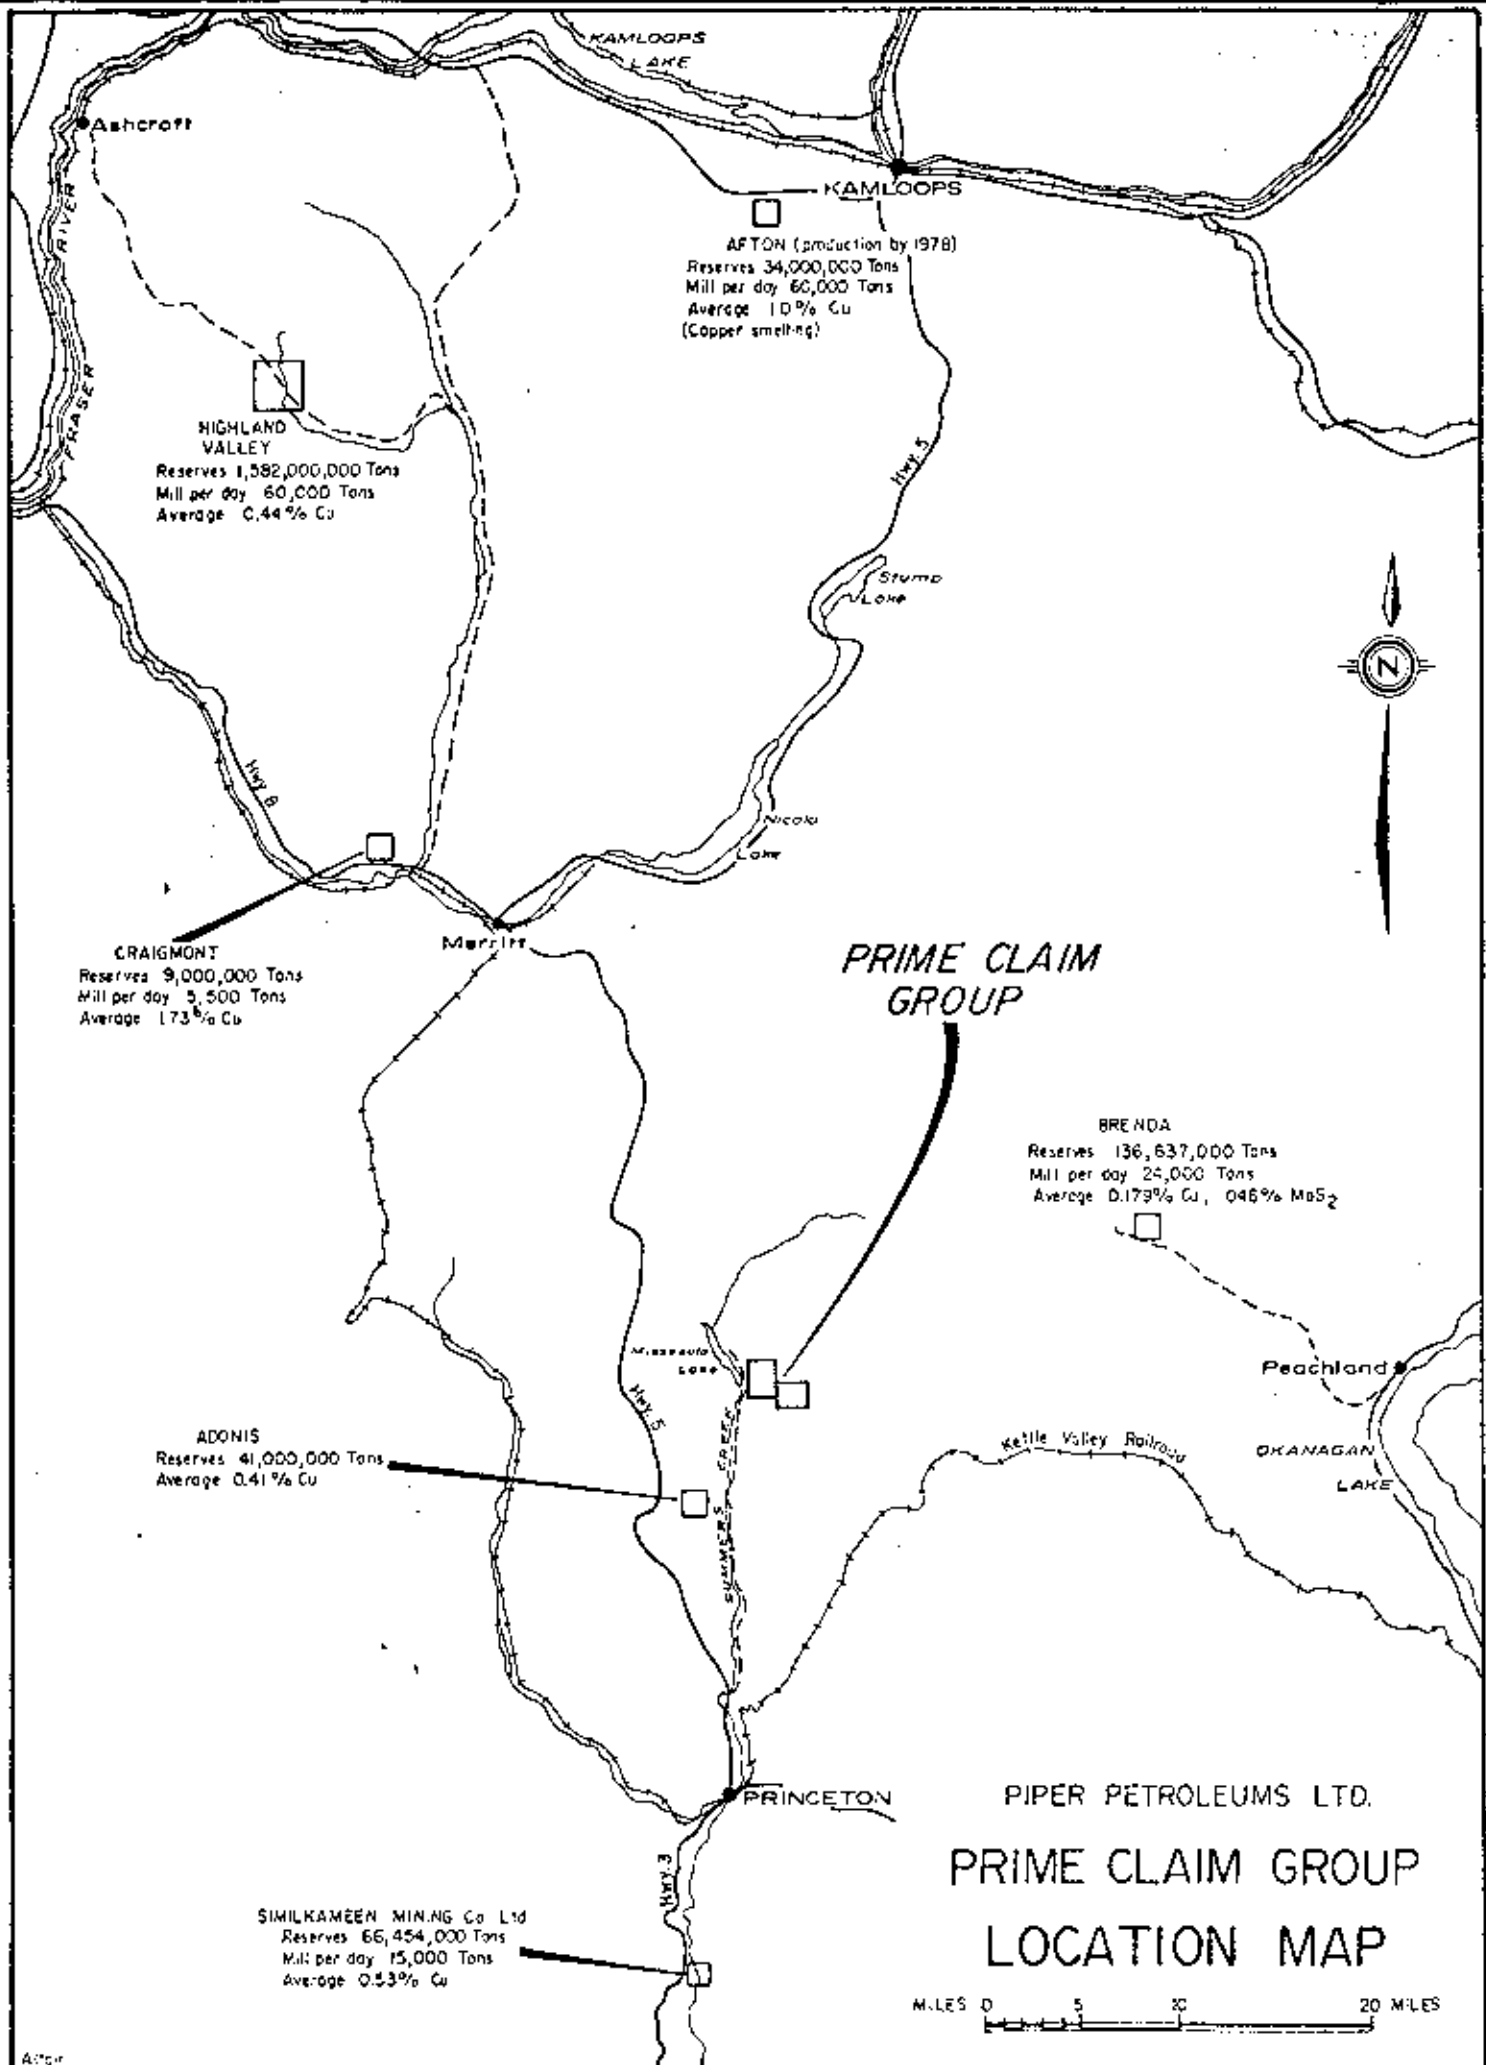 KAMLOOPS
LAKE
Ashcroft
KAMLOOPS
RIVER
FRASER
AFTON (production by 1978)
Reserves 34,000,000 Tons
Mill per day 60,000 Tons
Average 1.0% Cu
(Copper smelting)
HIGHLAND
VALLEY
Reserves 1,582,000,000 Tons
Mill per day 60,000 Tons
Average 0.44% Cu
Hwy. 5
Stump
Lake
N
Hwy. 8
Nicola
Lake
Merritt
CRAIGMONT
Reserves 9,000,000 Tons
Mill per day 5,500 Tons
Average 1.73% Cu
PRIME CLAIM
GROUP
BRENDA
Reserves 136,637,000 Tons
Mill per day 24,000 Tons
Average 0.179% Cu, .046% MoS2
Lake
Peachland
Hwy. 5
SUMMERS CREEK
Kettle Valley Railroad
OKANAGAN
LAKE
ADONIS
Reserves 41,000,000 Tons
Average 0.41% Cu
PRINCETON
Hwy 3
SIMILKAMEEN MINING Co Ltd
Reserves 66,454,000 Tons
Mill per day 15,000 Tons
Average 0.53% Cu
PIPER PETROLEUMS LTD.
PRIME CLAIM GROUP
LOCATION MAP
MILES 0 5 10 20 MILES